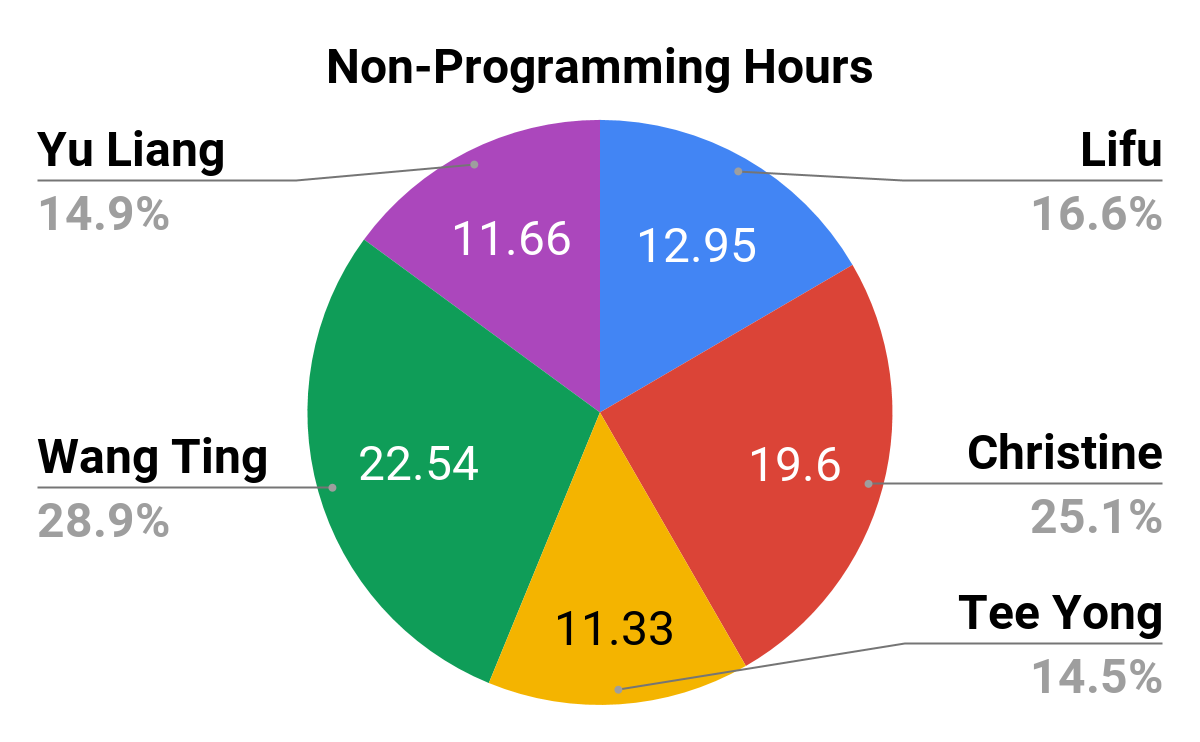 Non-Programming Hours
Yu Liang
14.9%
Lifu
16.6%
11.66
12.95
Wang Ting
28.9%
22.54
19.6
Christine
25.1%
11.33
Tee Yong
14.5%